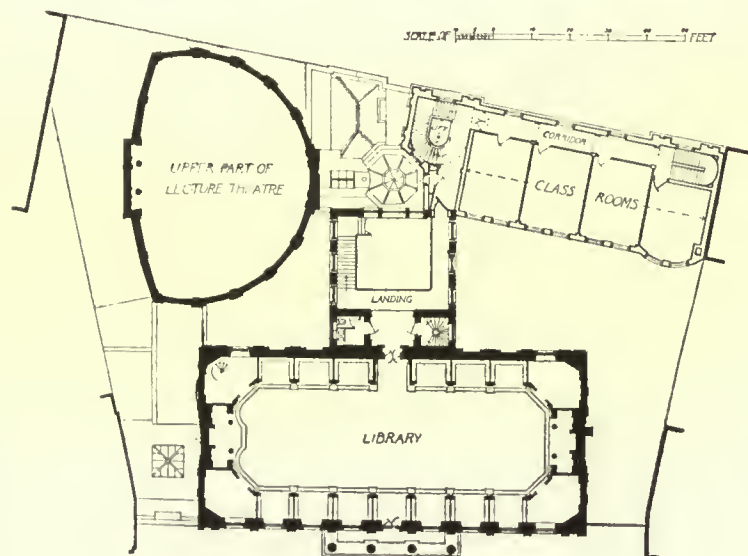 SCALE OF FEET
UPPER PART OF
LECTURE THEATRE
CORRIDOR
CLASS ROOMS
LANDING
LIBRARY